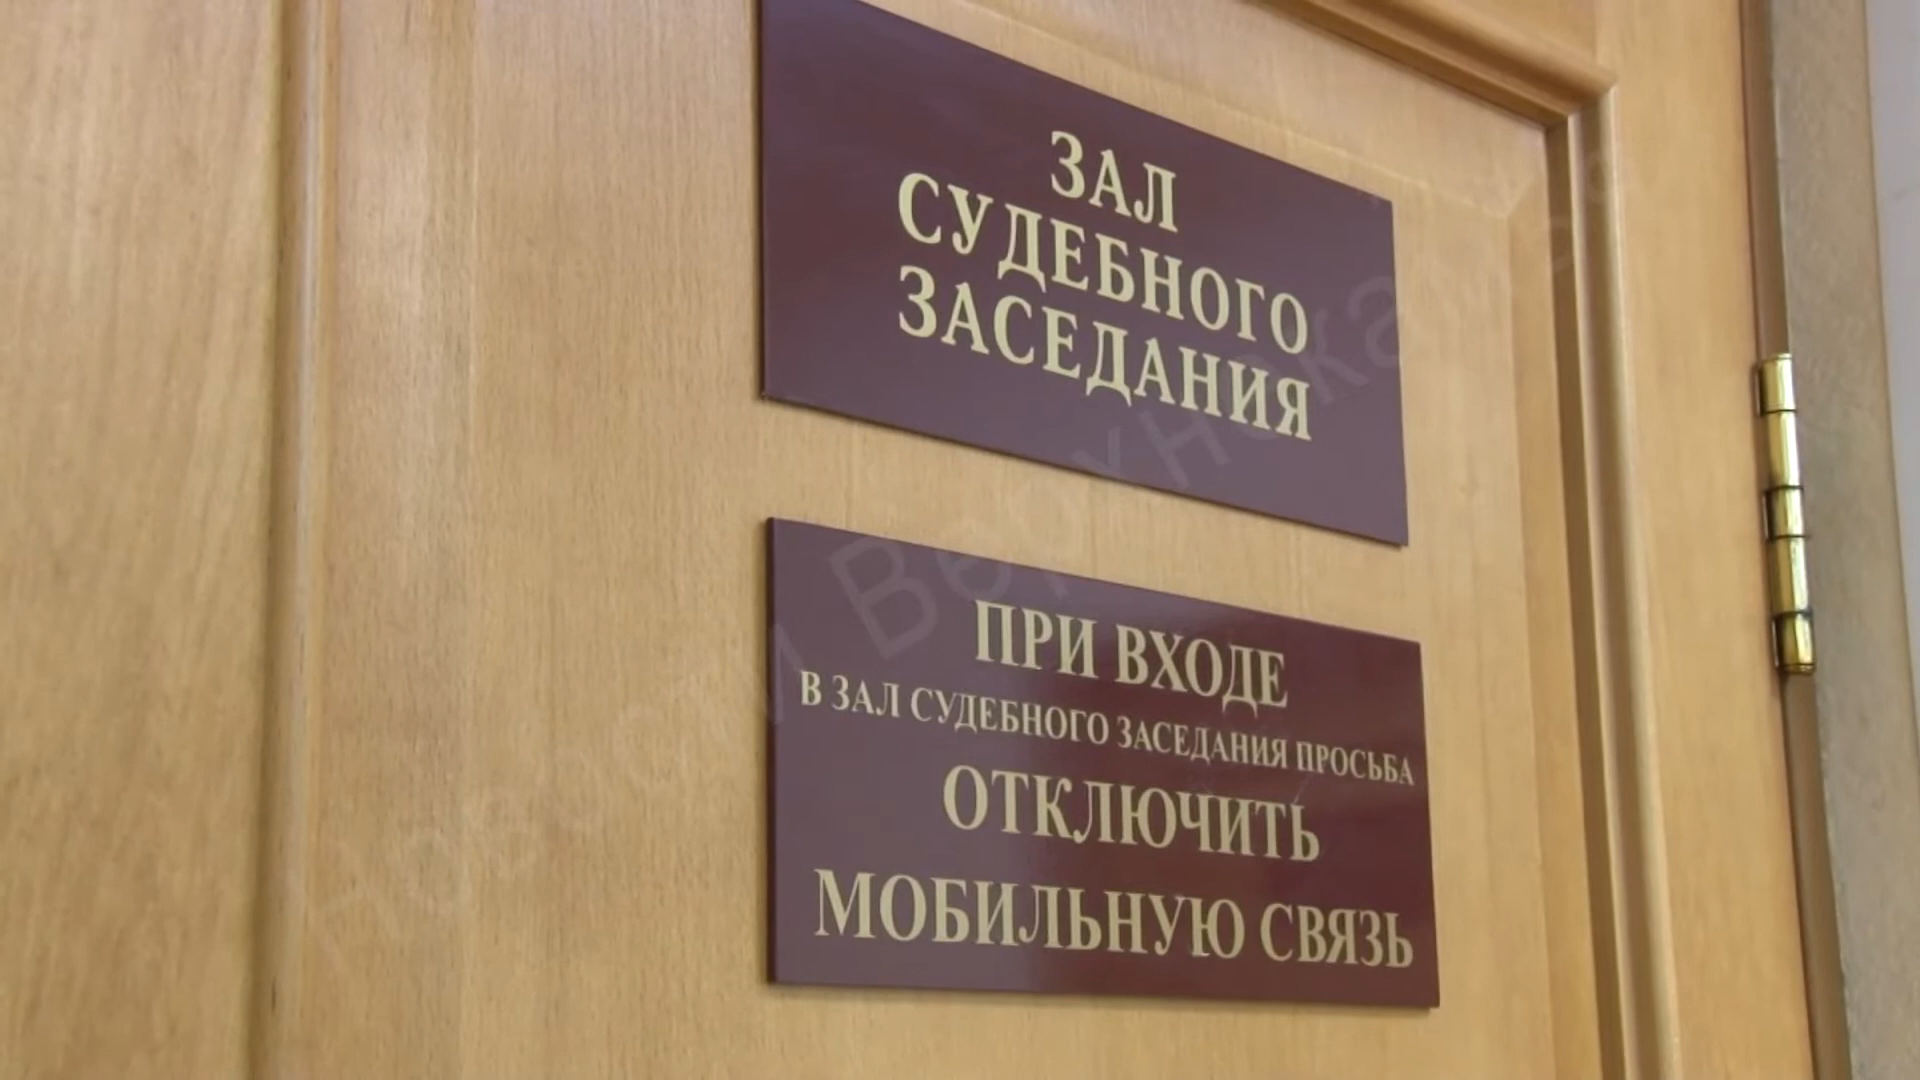 ЗАЛ
СУДЕБНОГО
ЗАСЕДАНИЯ
ПРИ ВХОДЕ
В ЗАЛ СУДЕБНОГО ЗАСЕДАНИЯ ПРОСЬБА
ОТКЛЮЧИТЬ
МОБИЛЬНУЮ СВЯЗЬ